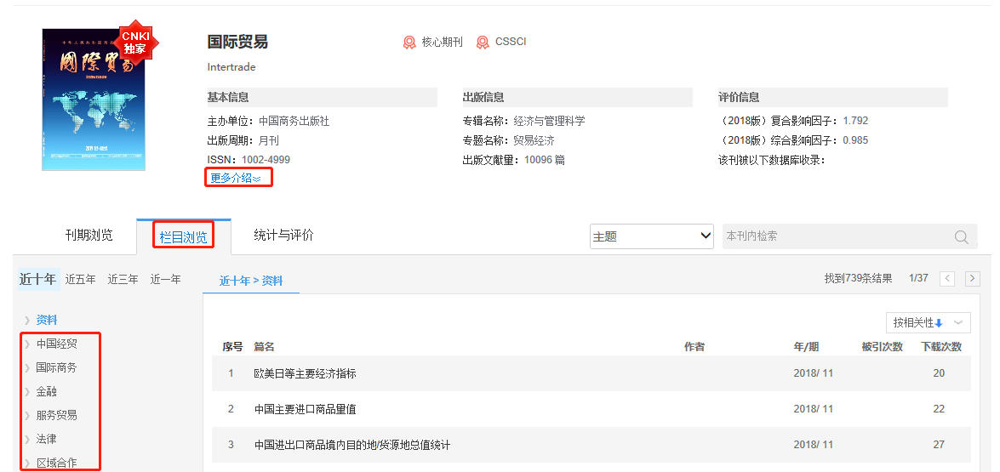 CNKI
独家
國際貿易
intertrade
国际贸易
核心期刊
CSSCI
Intertrade
基本信息
出版信息
评价信息
主办单位：中国商务出版社
专辑名称：经济与管理科学
（2018版）复合影响因子：1.792
出版周期：月刊
专题名称：贸易经济
（2018版）综合影响因子：0.985
ISSN：1002-4999
出版文献量：10096 篇
该刊被以下数据库收录：
更多介绍
刊期浏览
栏目浏览
统计与评价
主题
本刊内检索
近十年 近五年 近三年 近一年
近十年 > 资料
找到739条结果 1/37 < >
资料
中国经贸
国际商务
金融
服务贸易
法律
区域合作
按相关性
序号 篇名 作者 年/期 被引次数 下载次数
1 欧美日等主要经济指标 2018/ 11 20
2 中国主要进口商品量值 2018/ 11 22
3 中国进出口商品境内目的地/货源地总值统计 2018/ 11 27